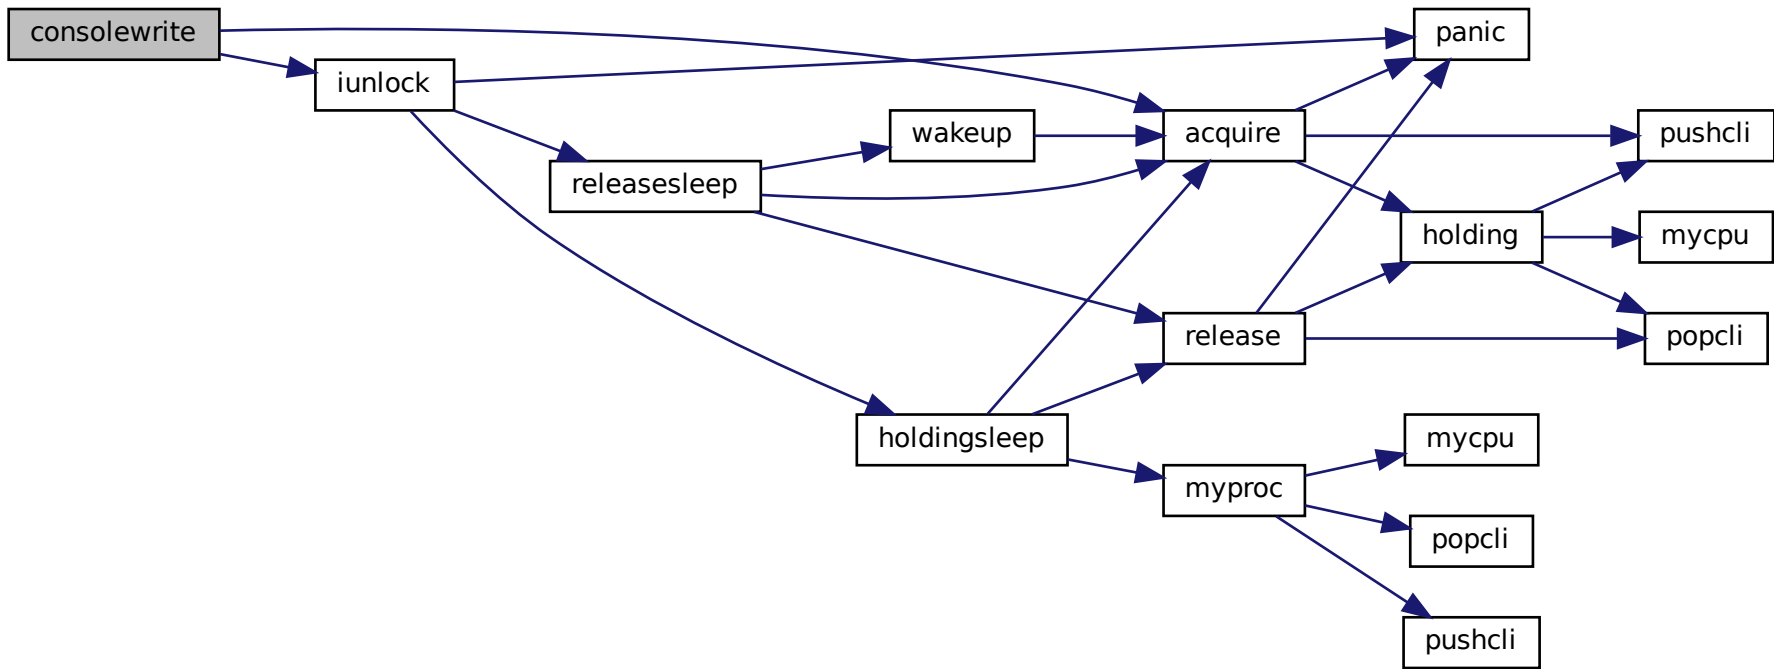 consolewrite
iunlock
releasesleep
wakeup
holdingsleep
acquire
release
myproc
panic
holding
mycpu
popcli
pushcli
pushcli
mycpu
popcli